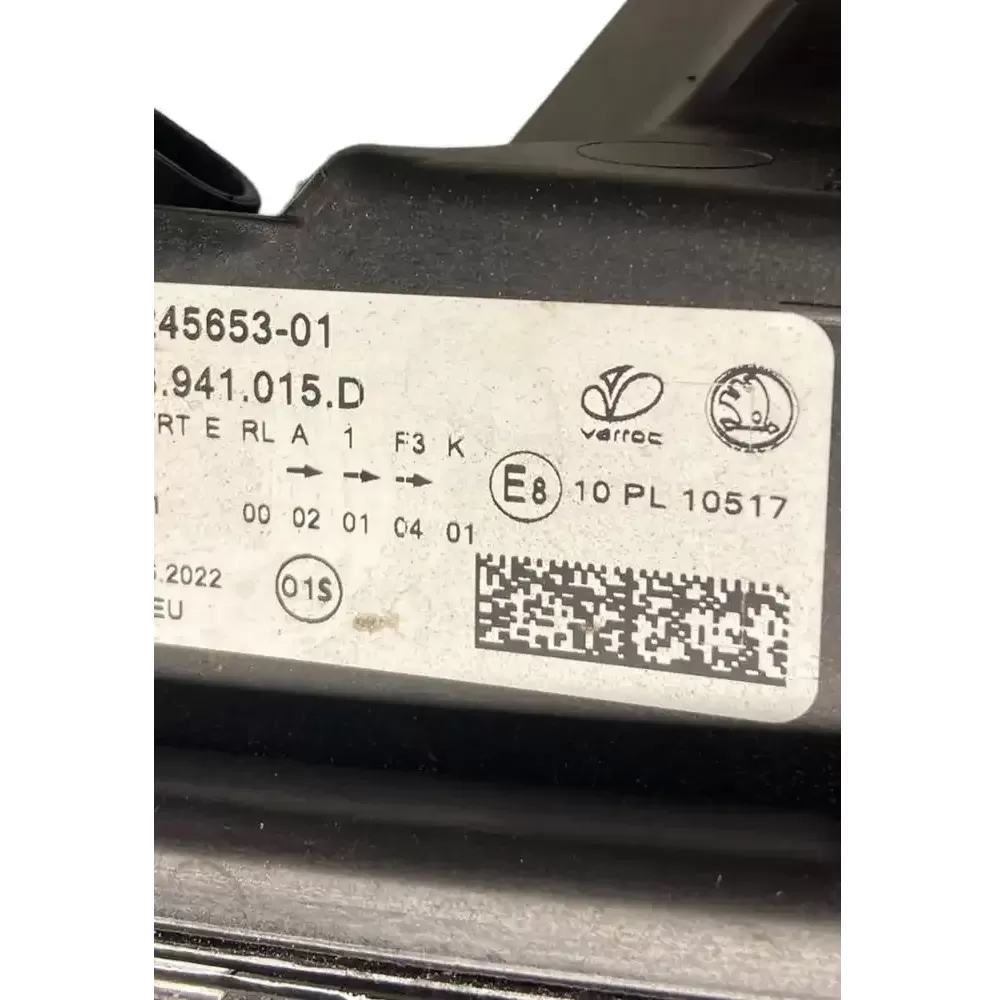 45653-01
.941.015.D
varroc
RT E RL A 1 F3 K
E8 10 PL 10517
00 02 01 04 01
.2022
01S
EU